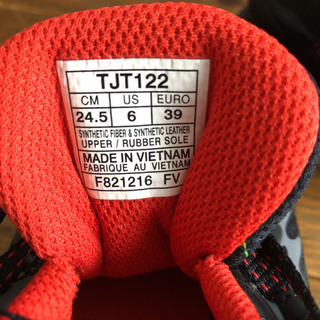 TJT122
CM US EURO
24.5 6 39
SYNTHETIC FIBER & SYNTHETIC LEATHER
UPPER / RUBBER SOLE
MADE IN VIETNAM
FABRIQUE AU VIETNAM
F821216 FV